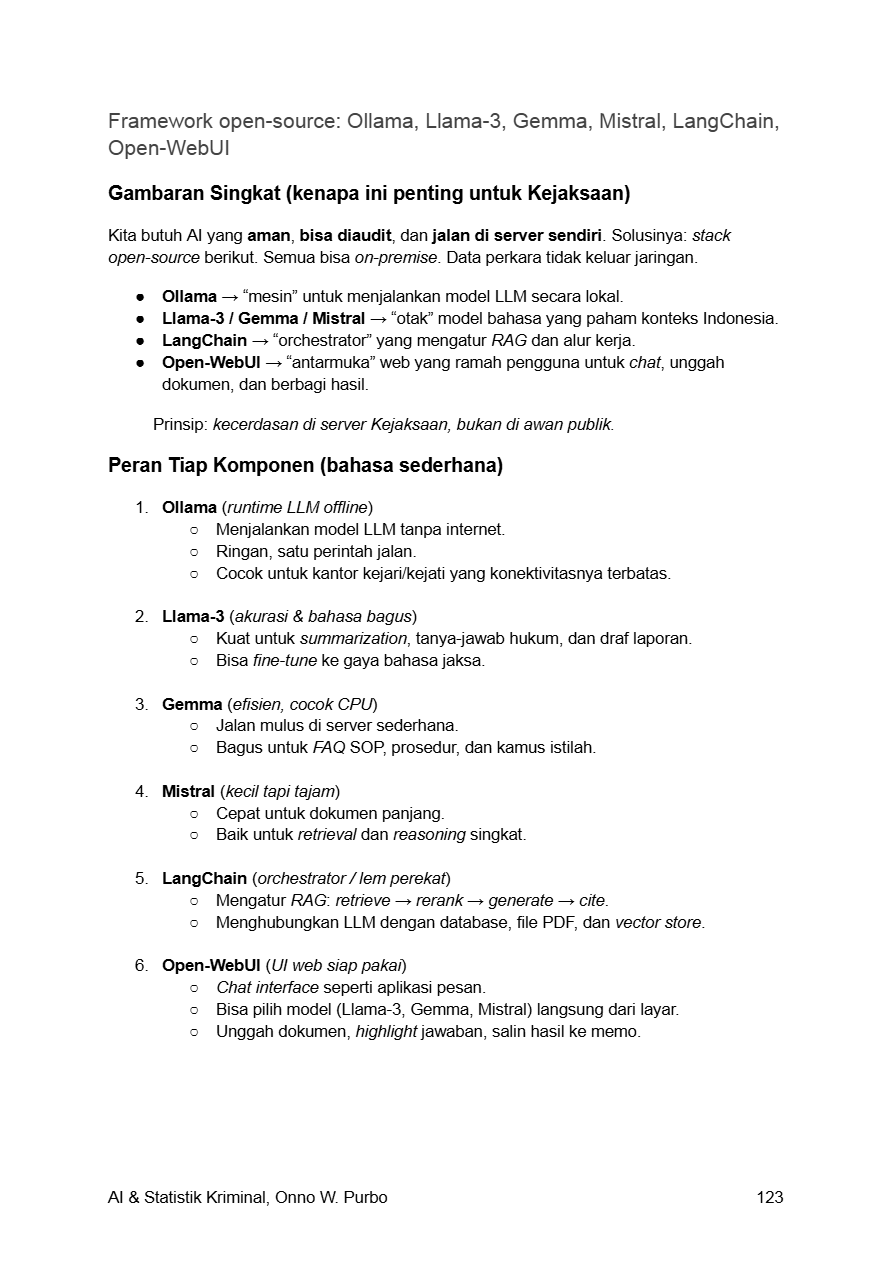 Framework open-source: Ollama, Llama-3, Gemma, Mistral, LangChain,
Open-WebUI
Gambaran Singkat (kenapa ini penting untuk Kejaksaan)
Kita butuh AI yang aman, bisa diaudit, dan jalan di server sendiri. Solusinya: stack
open-source berikut. Semua bisa on-premise. Data perkara tidak keluar jaringan.
● Ollama → “mesin” untuk menjalankan model LLM secara lokal.
● Llama-3 / Gemma / Mistral → “otak” model bahasa yang paham konteks Indonesia.
● LangChain → “orchestrator” yang mengatur RAG dan alur kerja.
● Open-WebUI → “antarmuka” web yang ramah pengguna untuk chat, unggah
dokumen, dan berbagi hasil.
Prinsip: kecerdasan di server Kejaksaan, bukan di awan publik.
Peran Tiap Komponen (bahasa sederhana)
1. Ollama (runtime LLM offline)
○ Menjalankan model LLM tanpa internet.
○ Ringan, satu perintah jalan.
○ Cocok untuk kantor kejari/kejati yang konektivitasnya terbatas.
2. Llama-3 (akurasi & bahasa bagus)
○ Kuat untuk summarization, tanya-jawab hukum, dan draf laporan.
○ Bisa fine-tune ke gaya bahasa jaksa.
3. Gemma (efisien, cocok CPU)
○ Jalan mulus di server sederhana.
○ Bagus untuk FAQ SOP, prosedur, dan kamus istilah.
4. Mistral (kecil tapi tajam)
○ Cepat untuk dokumen panjang.
○ Baik untuk retrieval dan reasoning singkat.
5. LangChain (orchestrator / lem perekat)
○ Mengatur RAG: retrieve → rerank → generate → cite.
○ Menghubungkan LLM dengan database, file PDF, dan vector store.
6. Open-WebUI (UI web siap pakai)
○ Chat interface seperti aplikasi pesan.
○ Bisa pilih model (Llama-3, Gemma, Mistral) langsung dari layar.
○ Unggah dokumen, highlight jawaban, salin hasil ke memo.
AI & Statistik Kriminal, Onno W. Purbo 123